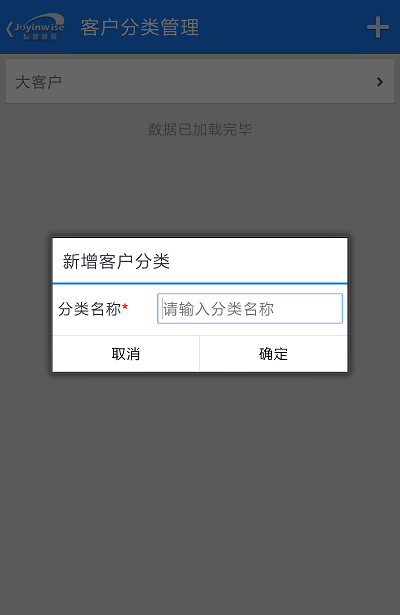 Joyinwise
客户分类管理
大客户
数据已加载完毕
新增客户分类
分类名称*
请输入分类名称
取消
确定